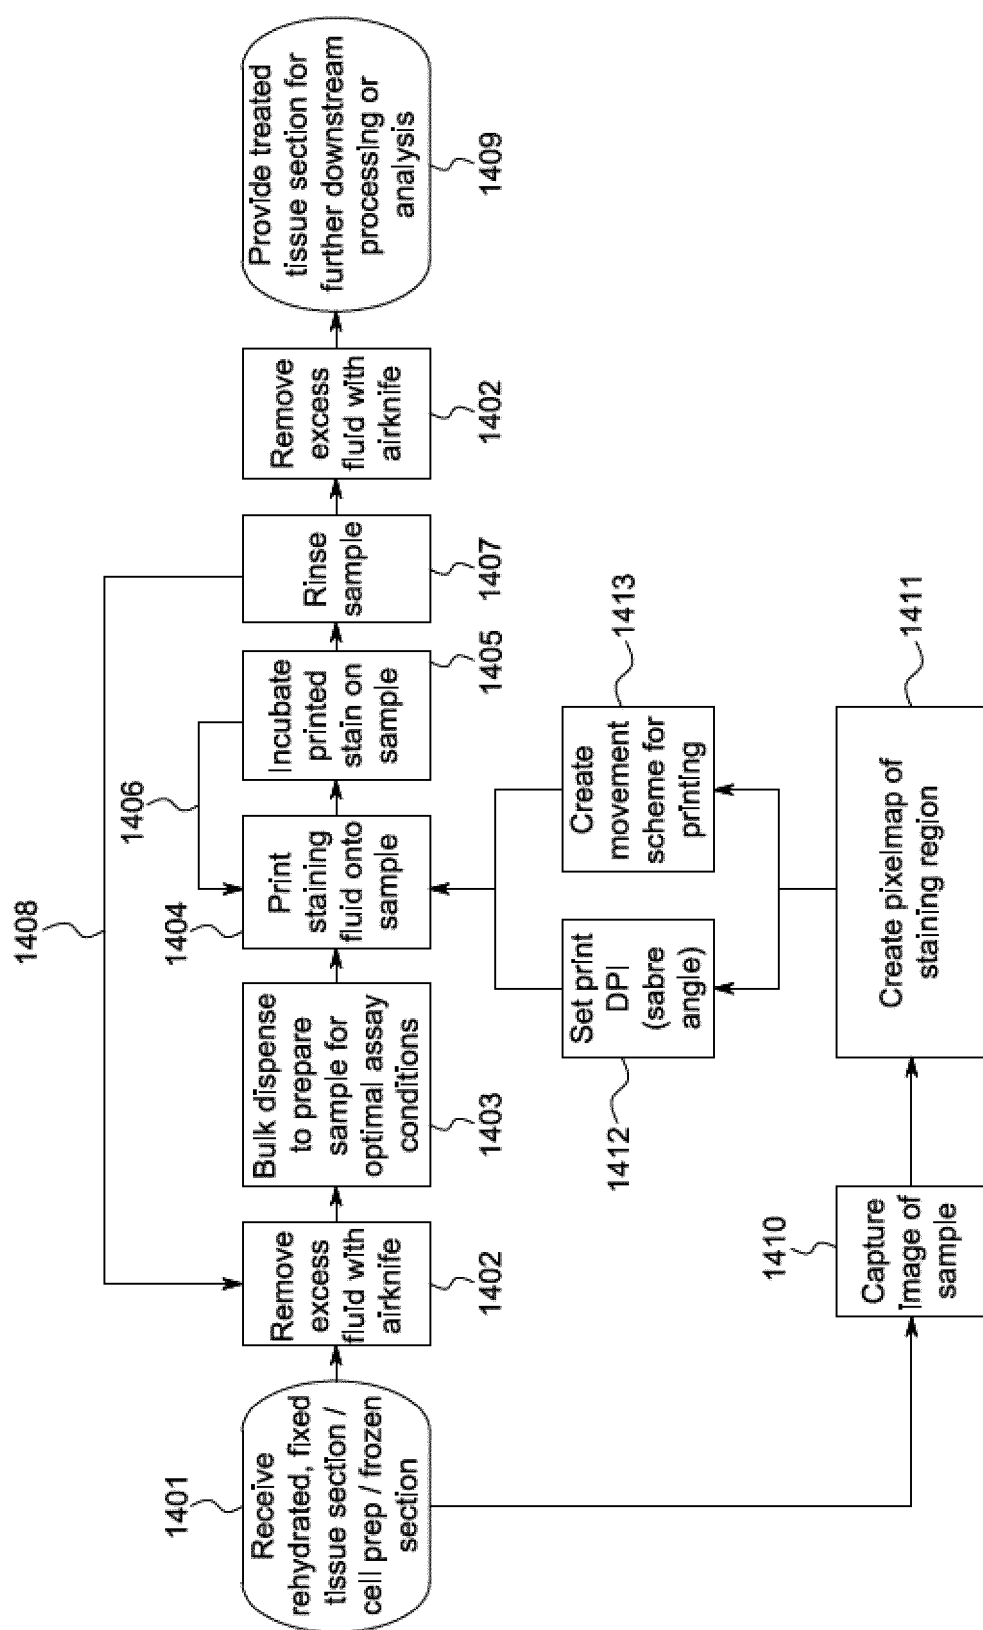 1408
1406
1401
Receive
rehydrated, fixed
tissue section /
cell prep / frozen
section
Remove
excess
fluid with
airknife
1402
Bulk dispense
to prepare
sample for
optimal assay
conditions
1403
1404
Print
staining
fluid onto
sample
Incubate
printed
stain on
sample
1405
Rinse
sample
1407
Remove
excess
fluid with
airknife
1402
Provide treated
tissue section for
further downstream
processing or
analysis
1409
1412
Set print
DPI
(sabre
angle)
1413
Create
movement
scheme for
printing
1410
Capture
image of
sample
1411
Create pixelmap of
staining region